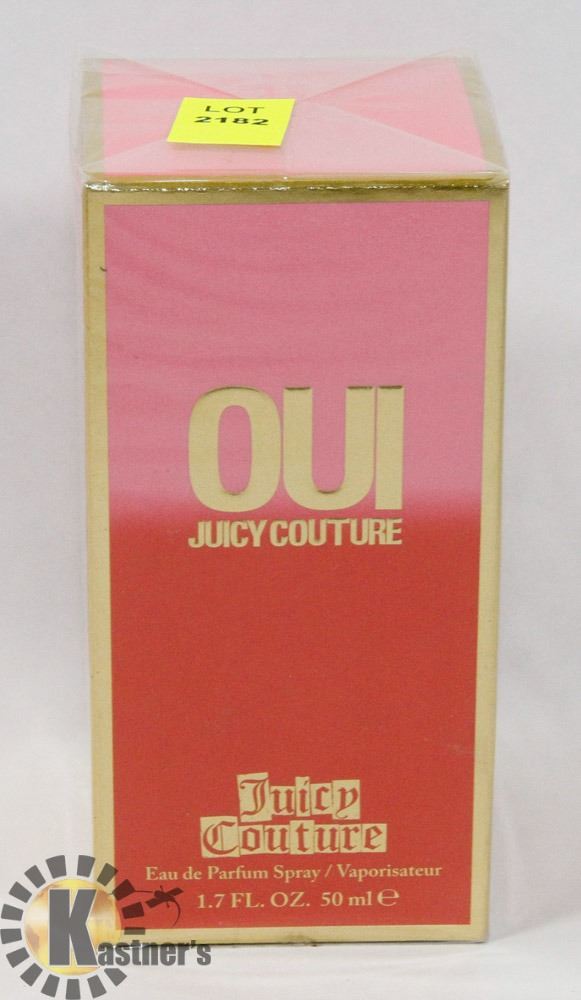 LOT
2182
OUI
JUICY COUTURE
Juicy
Couture
Eau de Parfum Spray / Vaporisateur
1.7 FL. OZ. 50 ml ℮
Kastner's